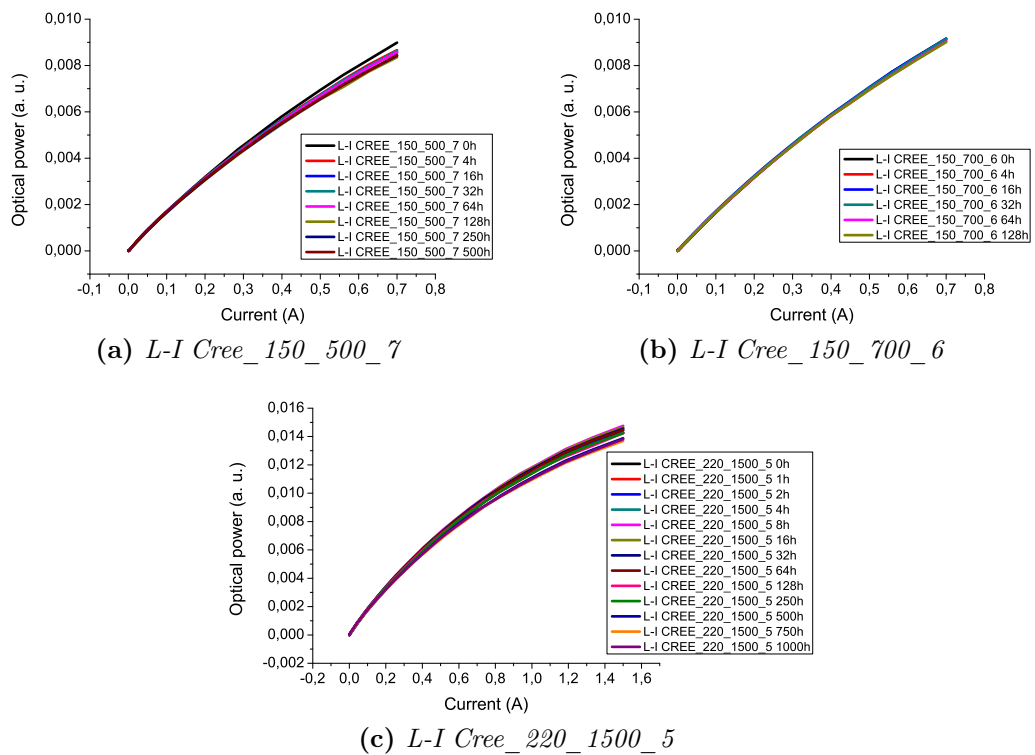 0,010
0,008
0,006
0,004
0,002
0,000
Optical power (a. u.)
-0,1 0,0 0,1 0,2 0,3 0,4 0,5 0,6 0,7 0,8
Current (A)
L-I CREE_150_500_7 0h
L-I CREE_150_500_7 4h
L-I CREE_150_500_7 16h
L-I CREE_150_500_7 32h
L-I CREE_150_500_7 64h
L-I CREE_150_500_7 128h
L-I CREE_150_500_7 250h
L-I CREE_150_500_7 500h
(a) L-I Cree_150_500_7
0,010
0,008
0,006
0,004
0,002
0,000
Optical power (a. u.)
-0,1 0,0 0,1 0,2 0,3 0,4 0,5 0,6 0,7 0,8
Current (A)
L-I CREE_150_700_6 0h
L-I CREE_150_700_6 4h
L-I CREE_150_700_6 16h
L-I CREE_150_700_6 32h
L-I CREE_150_700_6 64h
L-I CREE_150_700_6 128h
(b) L-I Cree_150_700_6
0,016
0,014
0,012
0,010
0,008
0,006
0,004
0,002
0,000
-0,002
Optical power (a. u.)
-0,2 0,0 0,2 0,4 0,6 0,8 1,0 1,2 1,4 1,6
Current (A)
L-I CREE_220_1500_5 0h
L-I CREE_220_1500_5 1h
L-I CREE_220_1500_5 2h
L-I CREE_220_1500_5 4h
L-I CREE_220_1500_5 8h
L-I CREE_220_1500_5 16h
L-I CREE_220_1500_5 32h
L-I CREE_220_1500_5 64h
L-I CREE_220_1500_5 128h
L-I CREE_220_1500_5 250h
L-I CREE_220_1500_5 500h
L-I CREE_220_1500_5 750h
L-I CREE_220_1500_5 1000h
(c) L-I Cree_220_1500_5